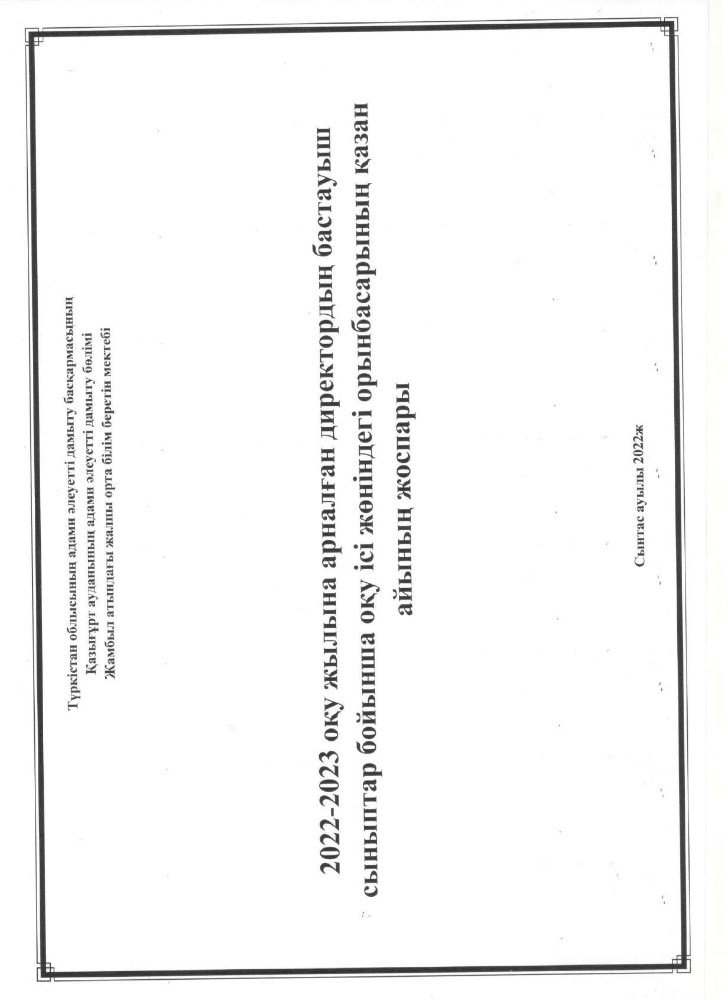 Түркістан облысының адами әлеуетті дамыту басқармасының
Қазығұрт ауданының адами әлеуетті дамыту бөлімі
Жамбыл атындағы жалпы орта білім беретін мектебі
2022-2023 оқу жылына арналған директордың бастауыш
сыныптар бойынша оқу ісі жөніндегі орынбасарының қазан
айының жоспары
Сынтас ауылы 2022ж